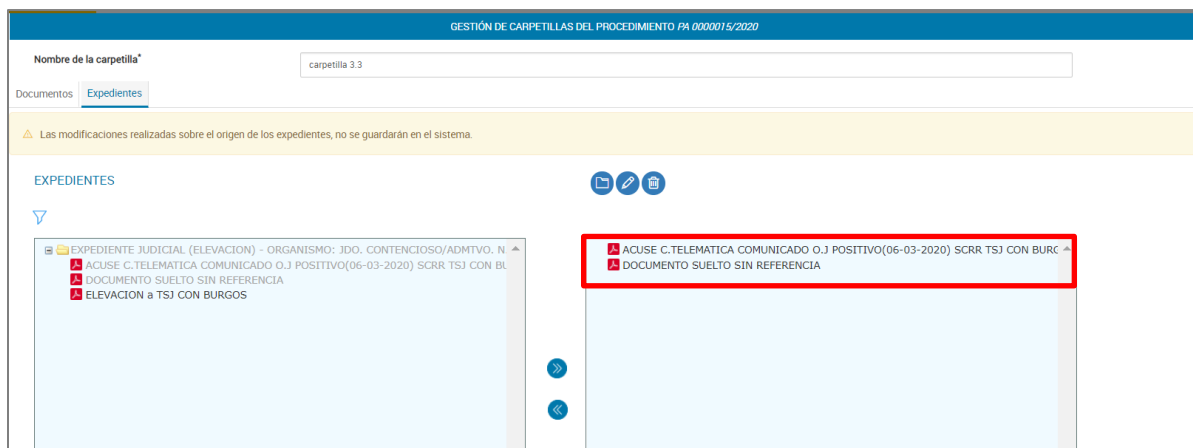 GESTIÓN DE CARPETILLAS DEL PROCEDIMIENTO PA 0000015/2020
Nombre de la carpetilla*
carpetilla 3.3
Documentos Expedientes
Las modificaciones realizadas sobre el origen de los expedientes, no se guardarán en el sistema.
EXPEDIENTES
EXPEDIENTE JUDICIAL (ELEVACION) - ORGANISMO: JDO. CONTENCIOSO/ADMTVO. N.
ACUSE C.TELEMATICA COMUNICADO O.J POSITIVO(06-03-2020) SCRR TSJ CON BU
DOCUMENTO SUELTO SIN REFERENCIA
ELEVACION a TSJ CON BURGOS
ACUSE C.TELEMATICA COMUNICADO O.J POSITIVO(06-03-2020) SCRR TSJ CON BURG
DOCUMENTO SUELTO SIN REFERENCIA